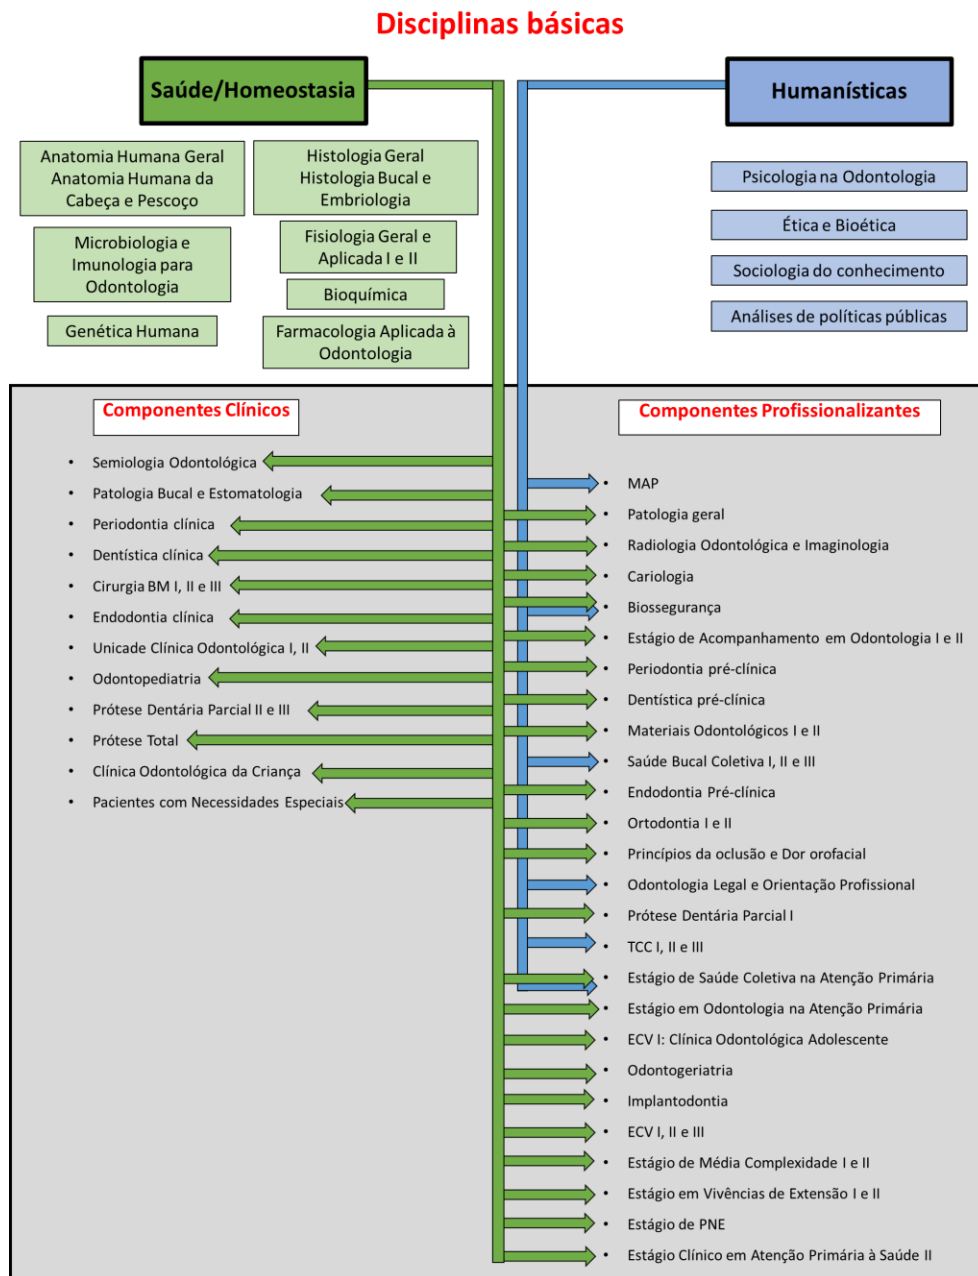 Disciplinas básicas
Saúde/Homeostasia
Humanísticas
Anatomia Humana Geral
Anatomia Humana da
Cabeça e Pescoço
Histologia Geral
Histologia Bucal e
Embriologia
Microbiologia e
Imunologia para
Odontologia
Fisiologia Geral e
Aplicada I e II
Bioquímica
Genética Humana
Farmacologia Aplicada à
Odontologia
Psicologia na Odontologia
Ética e Bioética
Sociologia do conhecimento
Análises de políticas públicas
Componentes Clínicos
• Semiologia Odontológica
• Patologia Bucal e Estomatologia
• Periodontia clínica
• Dentística clínica
• Cirurgia BM I, II e III
• Endodontia clínica
• Unicade Clínica Odontológica I, II
• Odontopediatria
• Prótese Dentária Parcial II e III
• Prótese Total
• Clínica Odontológica da Criança
• Pacientes com Necessidades Especiais
Componentes Profissionalizantes
• MAP
• Patologia geral
• Radiologia Odontológica e Imaginologia
• Cariologia
• Biossegurança
• Estágio de Acompanhamento em Odontologia I e II
• Periodontia pré-clínica
• Dentística pré-clínica
• Materiais Odontológicos I e II
• Saúde Bucal Coletiva I, II e III
• Endodontia Pré-clínica
• Ortodontia I e II
• Princípios da oclusão e Dor orofacial
• Odontologia Legal e Orientação Profissional
• Prótese Dentária Parcial I
• TCC I, II e III
• Estágio de Saúde Coletiva na Atenção Primária
• Estágio em Odontologia na Atenção Primária
• ECV I: Clínica Odontológica Adolescente
• Odontogeriatria
• Implantodontia
• ECV I, II e III
• Estágio de Média Complexidade I e II
• Estágio em Vivências de Extensão I e II
• Estágio de PNE
• Estágio Clínico em Atenção Primária à Saúde II